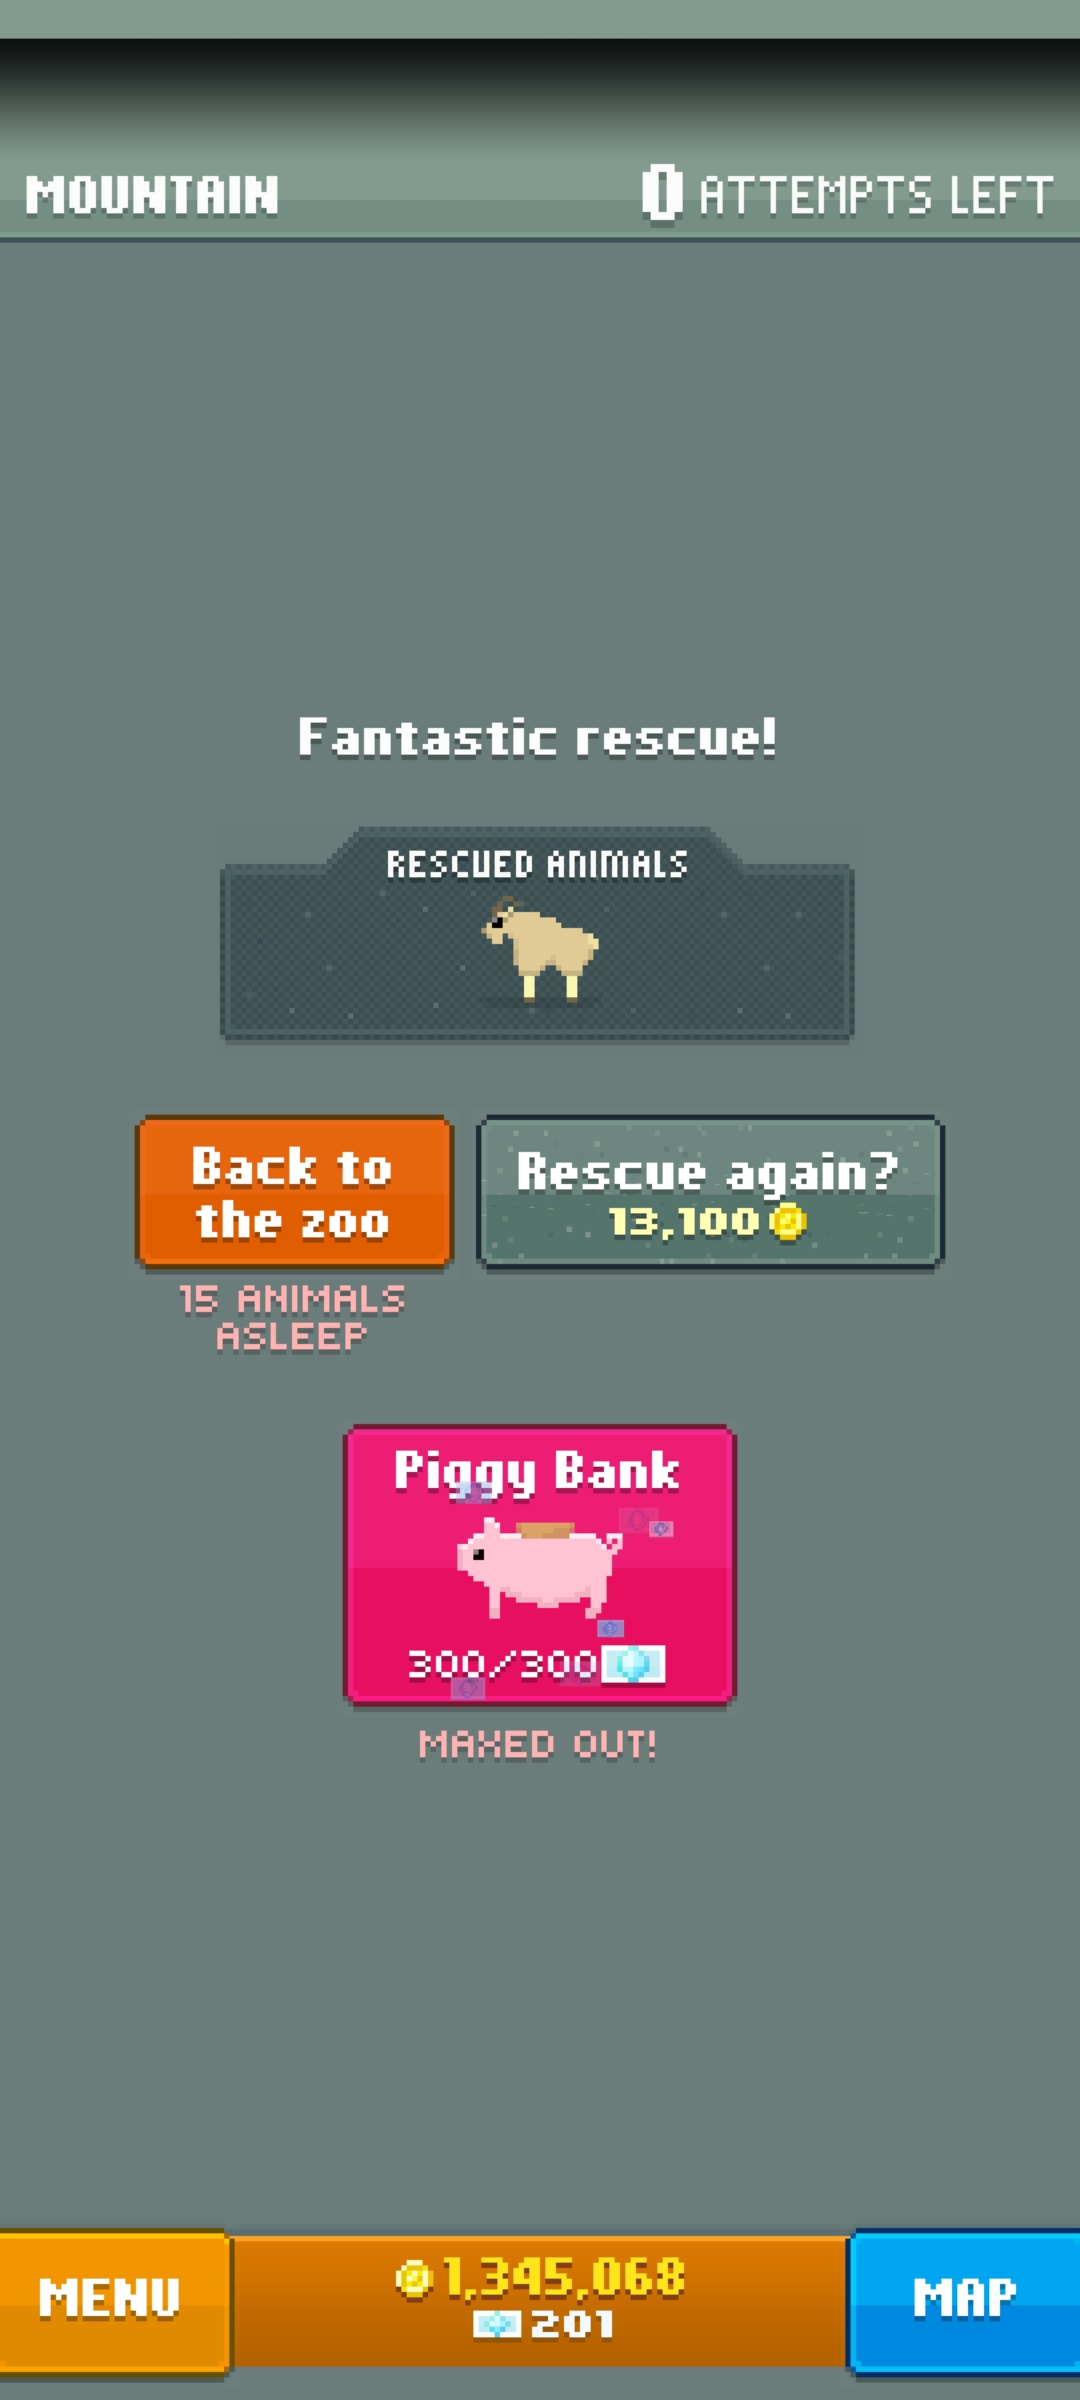 MOUNTAIN
0 ATTEMPTS LEFT
Fantastic rescue!
RESCUED ANIMALS
Back to
the zoo
Rescue again?
13,100
15 ANIMALS
ASLEEP
Piggy Bank
300/300
MAXED OUT!
MENU
1,345,068
201
MAP